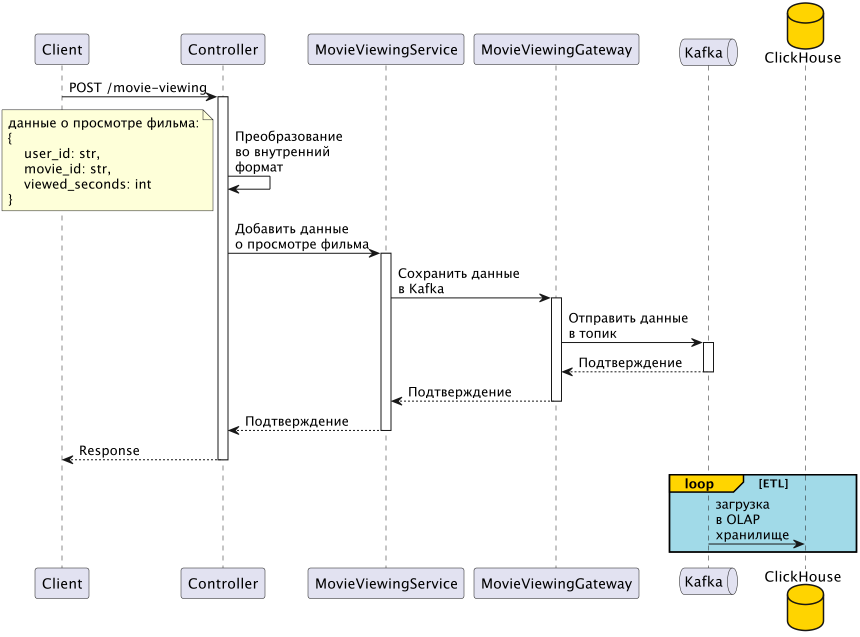 ClickHouse
Client
Controller
MovieViewingService
MovieViewingGateway
Kafka
POST /movie-viewing
данные о просмотре фильма:
{
user_id: str,
movie_id: str,
viewed_seconds: int
}
Преобразование
во внутренний
формат
Добавить данные
о просмотре фильма
Сохранить данные
в Kafka
Отправить данные
в топик
Подтверждение
Подтверждение
Подтверждение
Response
loop
[ETL]
загрузка
в OLAP
хранилище
Client
Controller
MovieViewingService
MovieViewingGateway
Kafka
ClickHouse